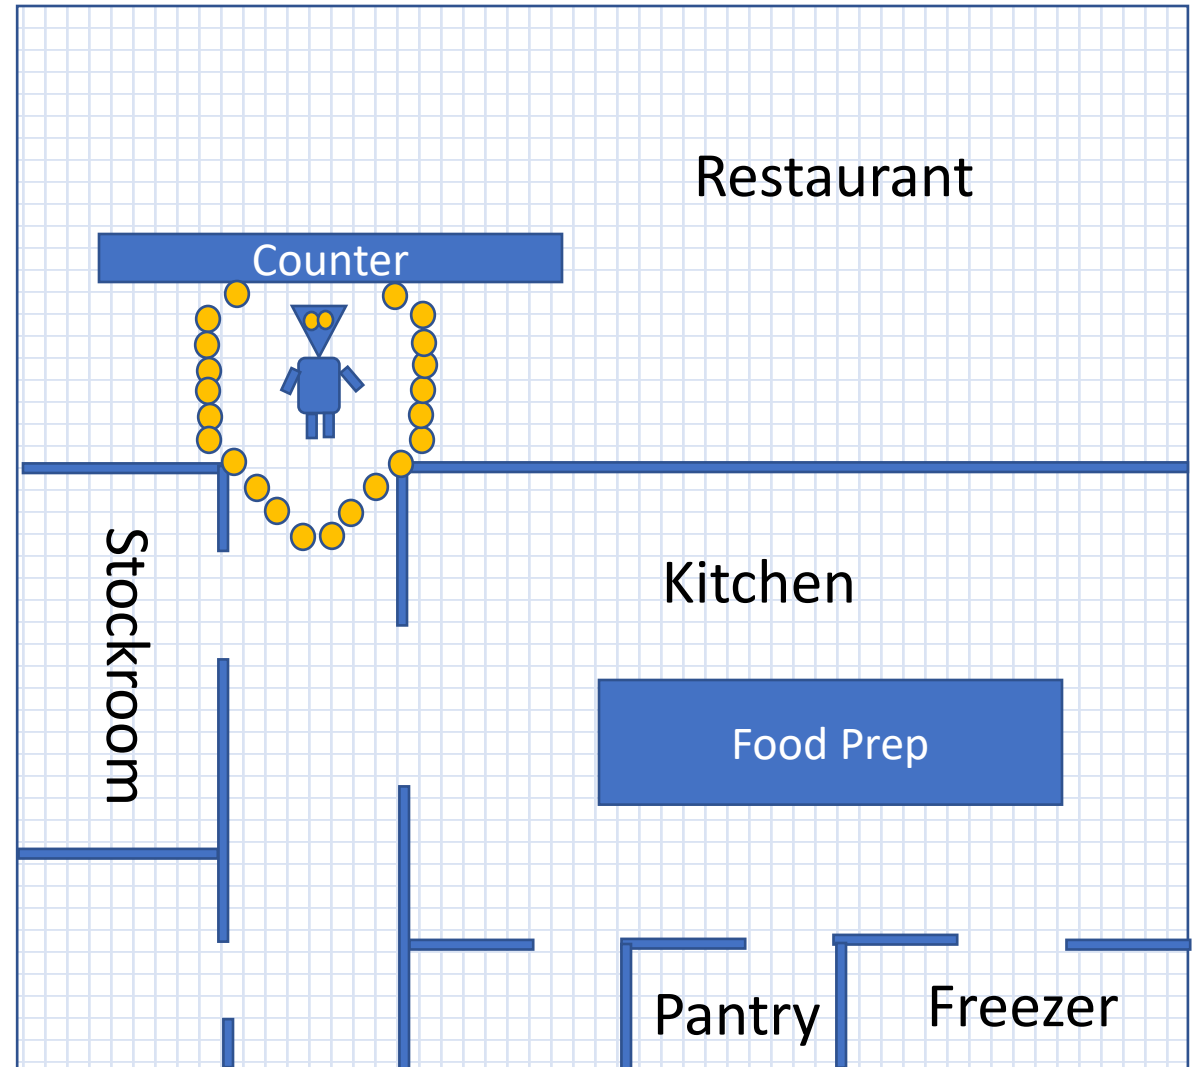 Restaurant
Counter
Stockroom
Kitchen
Food Prep
Pantry
Freezer